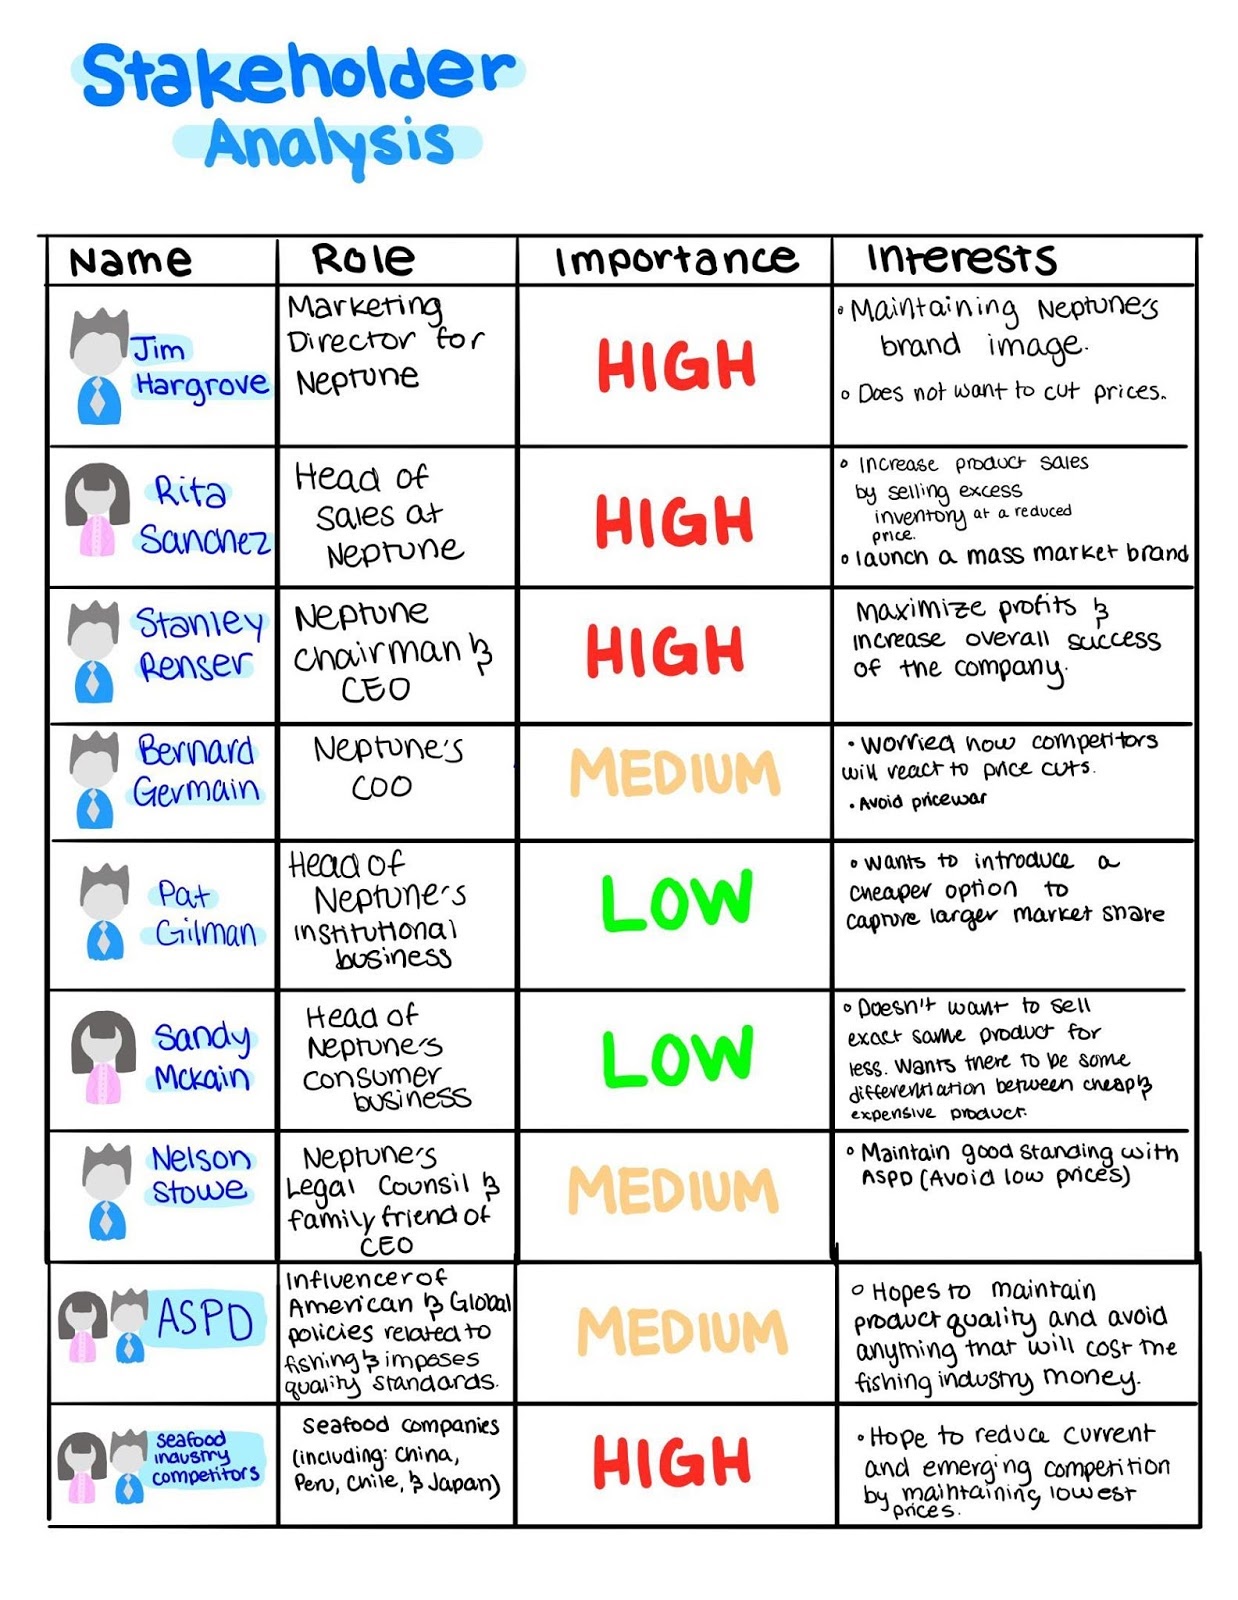 Stakeholder
Analysis
Name
Role
Importance
Interests
Jim
Hargrove
Marketing
Director for
Neptune
HIGH
• Maintaining Neptune's
brand image.
• Does not want to cut prices.
Rita
Sanchez
Head of
sales at
Neptune
HIGH
• Increase product sales
by selling excess
inventory at a reduced
price.
• launch a mass market brand
Stanley
Renser
Neptune
chairman &
CEO
HIGH
maximize profits &
increase overall success
of the company.
Bernard
Germain
Neptune's
COO
MEDIUM
• Worried how competitors
will react to price cuts.
• Avoid pricewar
Pat
Gilman
Head of
Neptune's
institutional
business
LOW
• wants to introduce a
cheaper option to
capture larger market share
Sandy
Mckain
Head of
Neptune's
consumer
business
LOW
• Doesn't want to sell
exact same product for
less. Wants there to be some
differentiation between cheap &
expensive product.
Nelson
Stowe
Neptune's
Legal Counsil &
family friend of
CEO
MEDIUM
• Maintain good standing with
ASPD (Avoid low prices)
ASPD
Influencer of
American & Global
policies related to
fishing & imposes
quality standards.
MEDIUM
• Hopes to maintain
product quality and avoid
anything that will cost the
fishing industry money.
seafood
industry
competitors
Seafood companies
(including: China,
Peru, Chile, & Japan)
HIGH
• Hope to reduce current
and emerging competition
by maintaining lowest
prices.